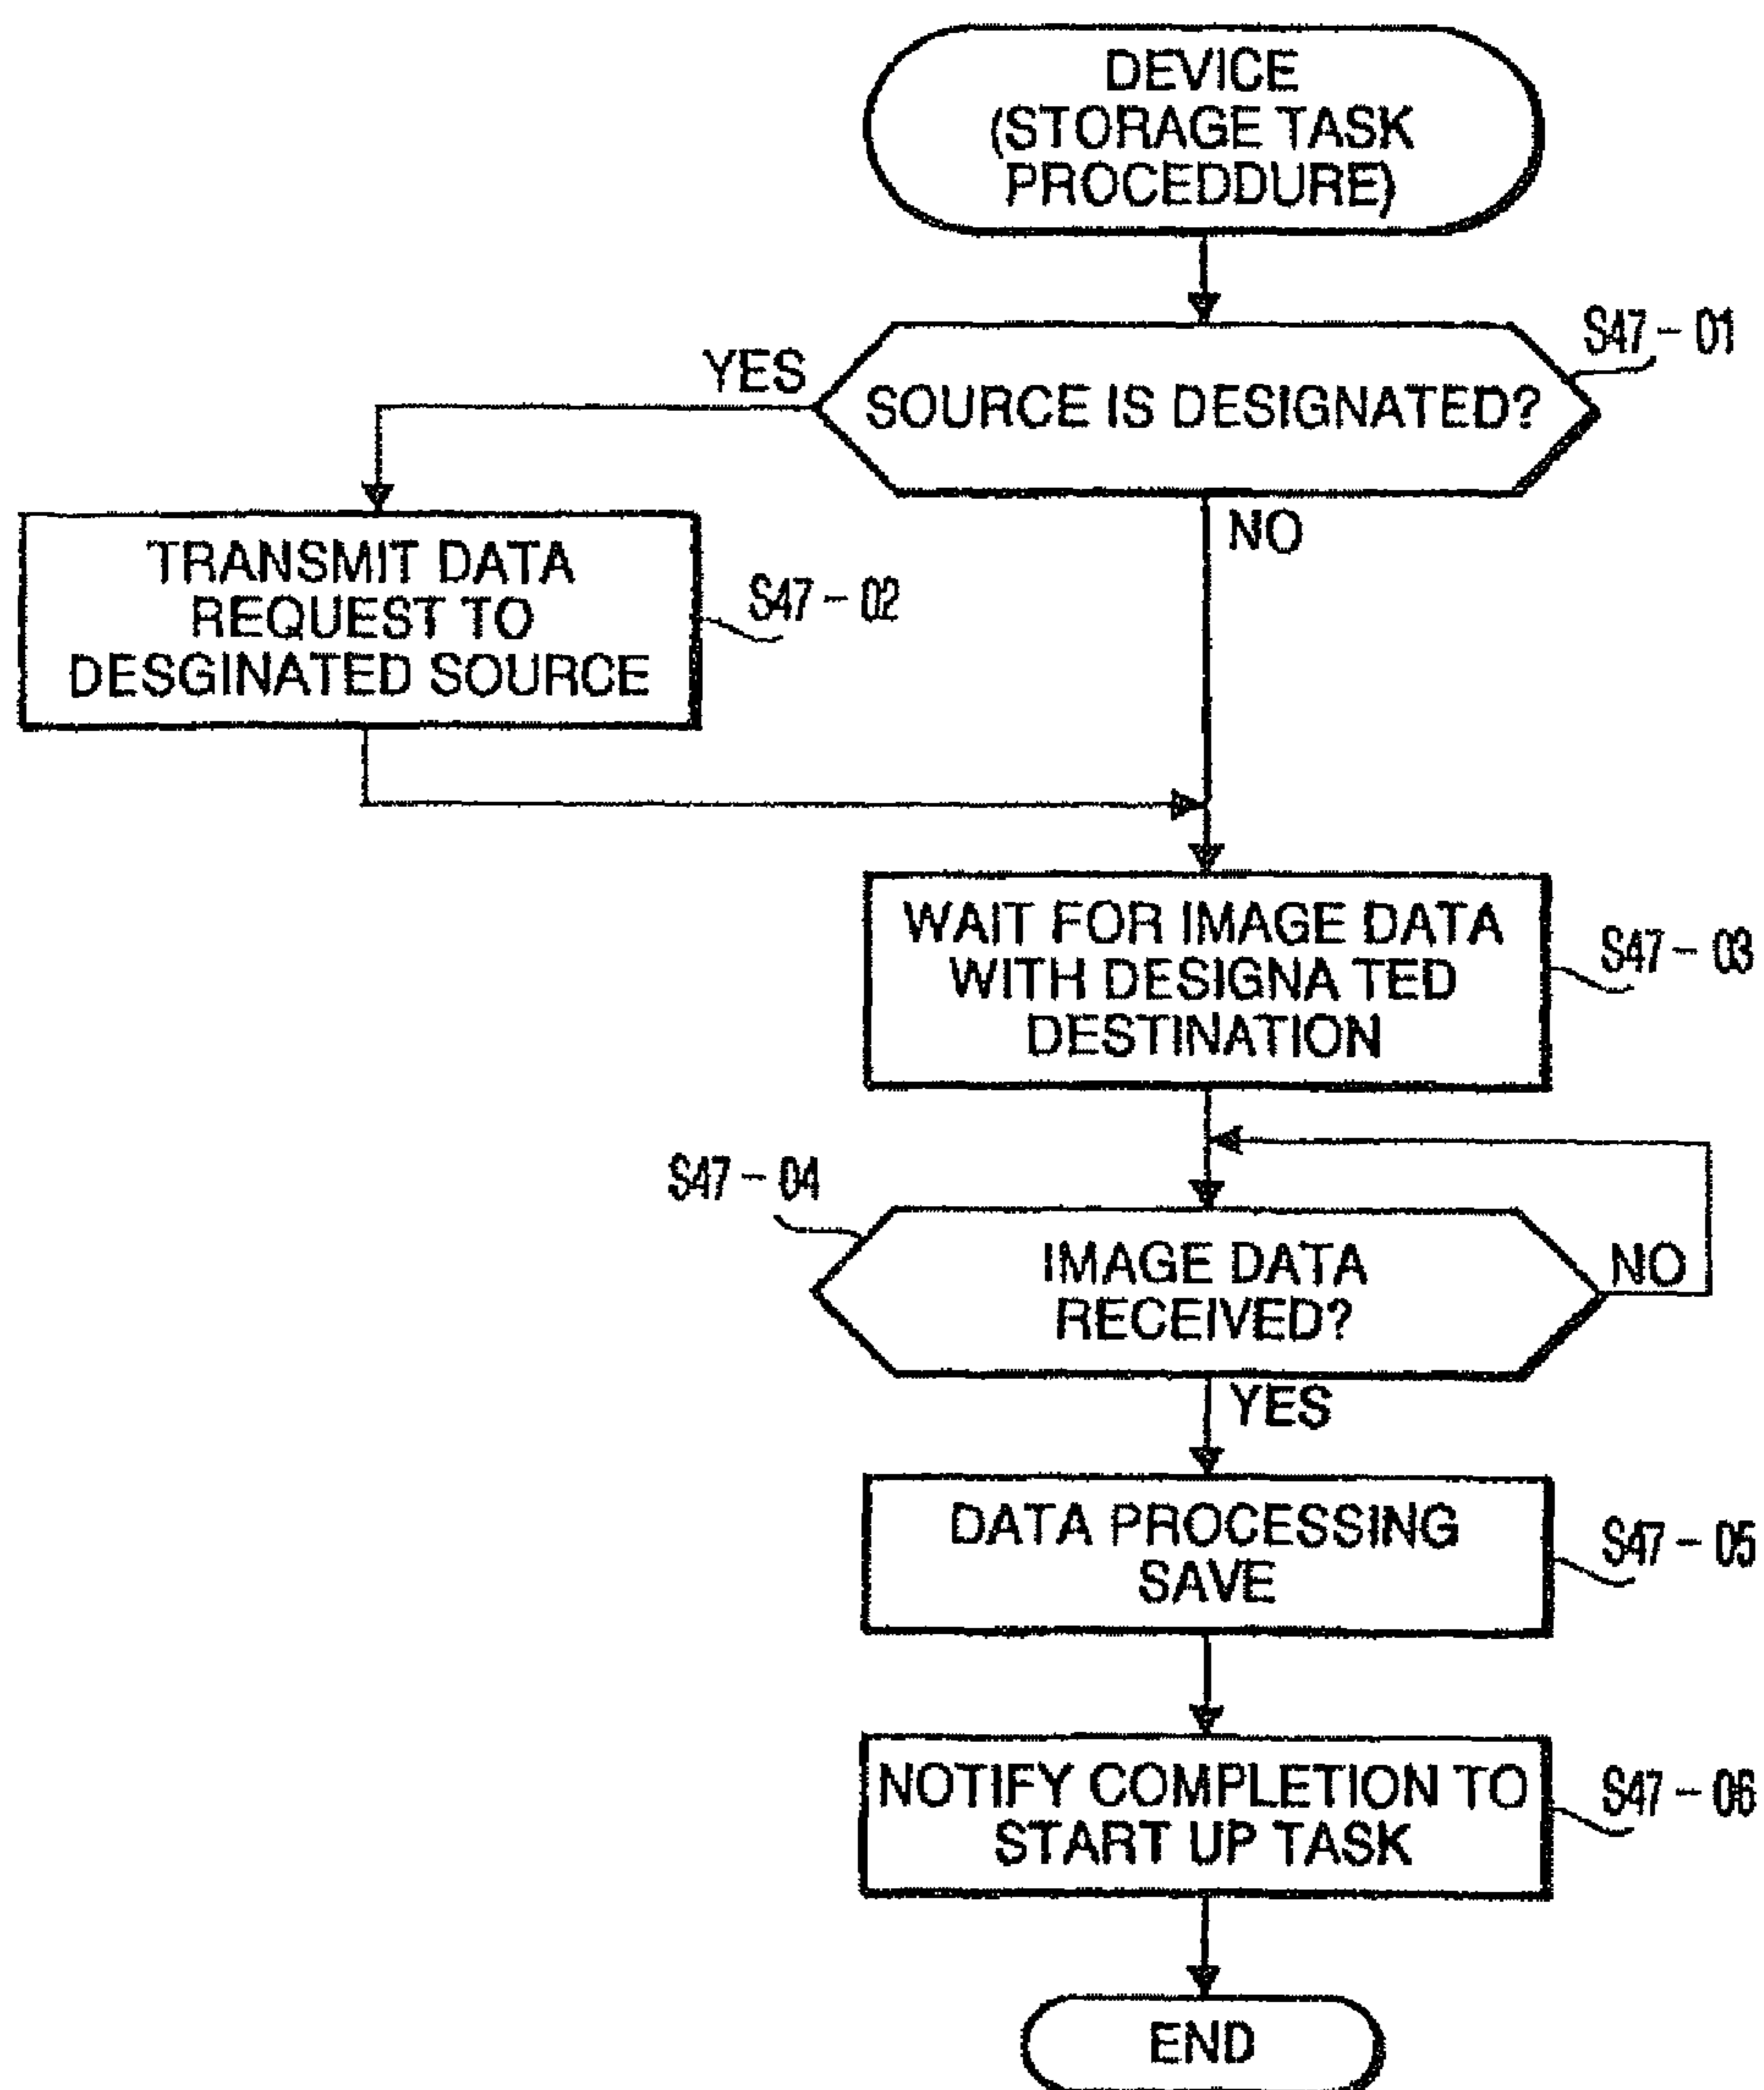 DEVICE
(STORAGE TASK
PROCEDDURE)
S47-01
YES
SOURCE IS DESIGNATED?
NO
TRANSMIT DATA
REQUEST TO
DESGINATED SOURCE
S47-02
WAIT FOR IMAGE DATA
WITH DESIGNA TED
DESTINATION
S47-03
S47-04
IMAGE DATA
RECEIVED?
NO
YES
DATA PROCESSING
SAVE
S47-05
NOTIFY COMPLETION TO
START UP TASK
S47-06
END